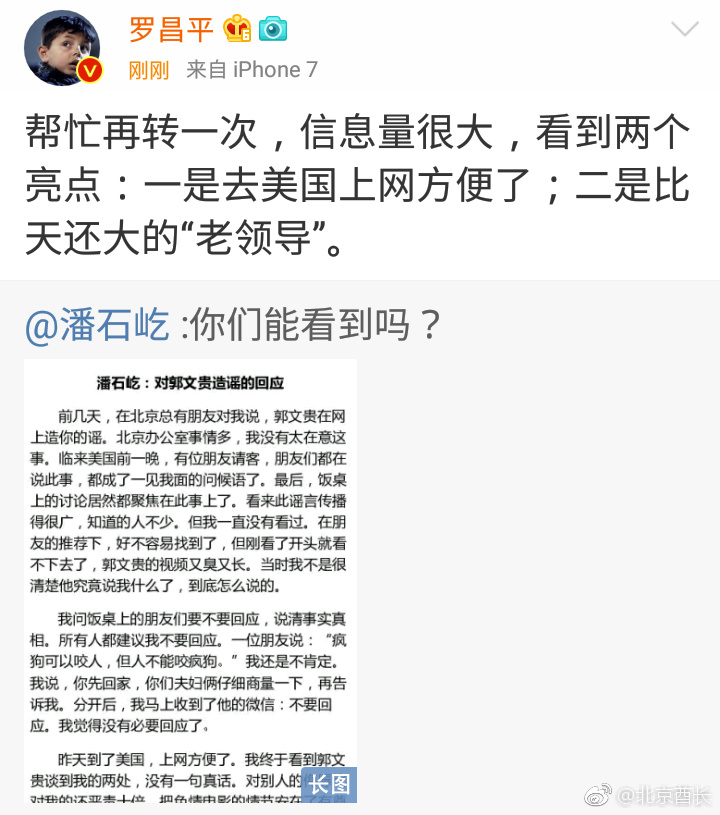 罗昌平
刚刚 来自 iPhone 7
帮忙再转一次，信息量很大，看到两个
亮点：一是去美国上网方便了；二是比
天还大的“老领导”。
@潘石屹 :你们能看到吗？
潘石屹：对郭文贵造谣的回应
前几天，在北京总有朋友对我说，郭文贵在网
上造你的谣。北京办公室事情多，我没有太在意这
事。临来美国前一晚，有位朋友请客，朋友们都在
说此事，都成了一见我面的问候语了。最后，饭桌
上的讨论居然都聚焦在此事上了。看来此谣言传播
得很广，知道的人不少。但我一直没有看过。在朋
友的推荐下，好不容易找到了，但刚看了开头就看
不下去了，郭文贵的视频又臭又长。当时我不是很
清楚他究竟说我什么了，到底怎么说的。
我问饭桌上的朋友们要不要回应，说清事实真
相。所有人都建议我不要回应。一位朋友说：“疯
狗可以咬人，但人不能咬疯狗。”我还是不肯定。
我说，你先回家，你们夫妇俩仔细商量一下，再告
诉我。分开后，我马上收到了他的微信：不要回
应。我觉得没有必要回应了。
昨天到了美国，上网方便了。我终于看到郭文
贵谈到我的两处，没有一句真话。对别人的
对我的还严重十倍，把色情电影的情节安在
长图
@北京酋长